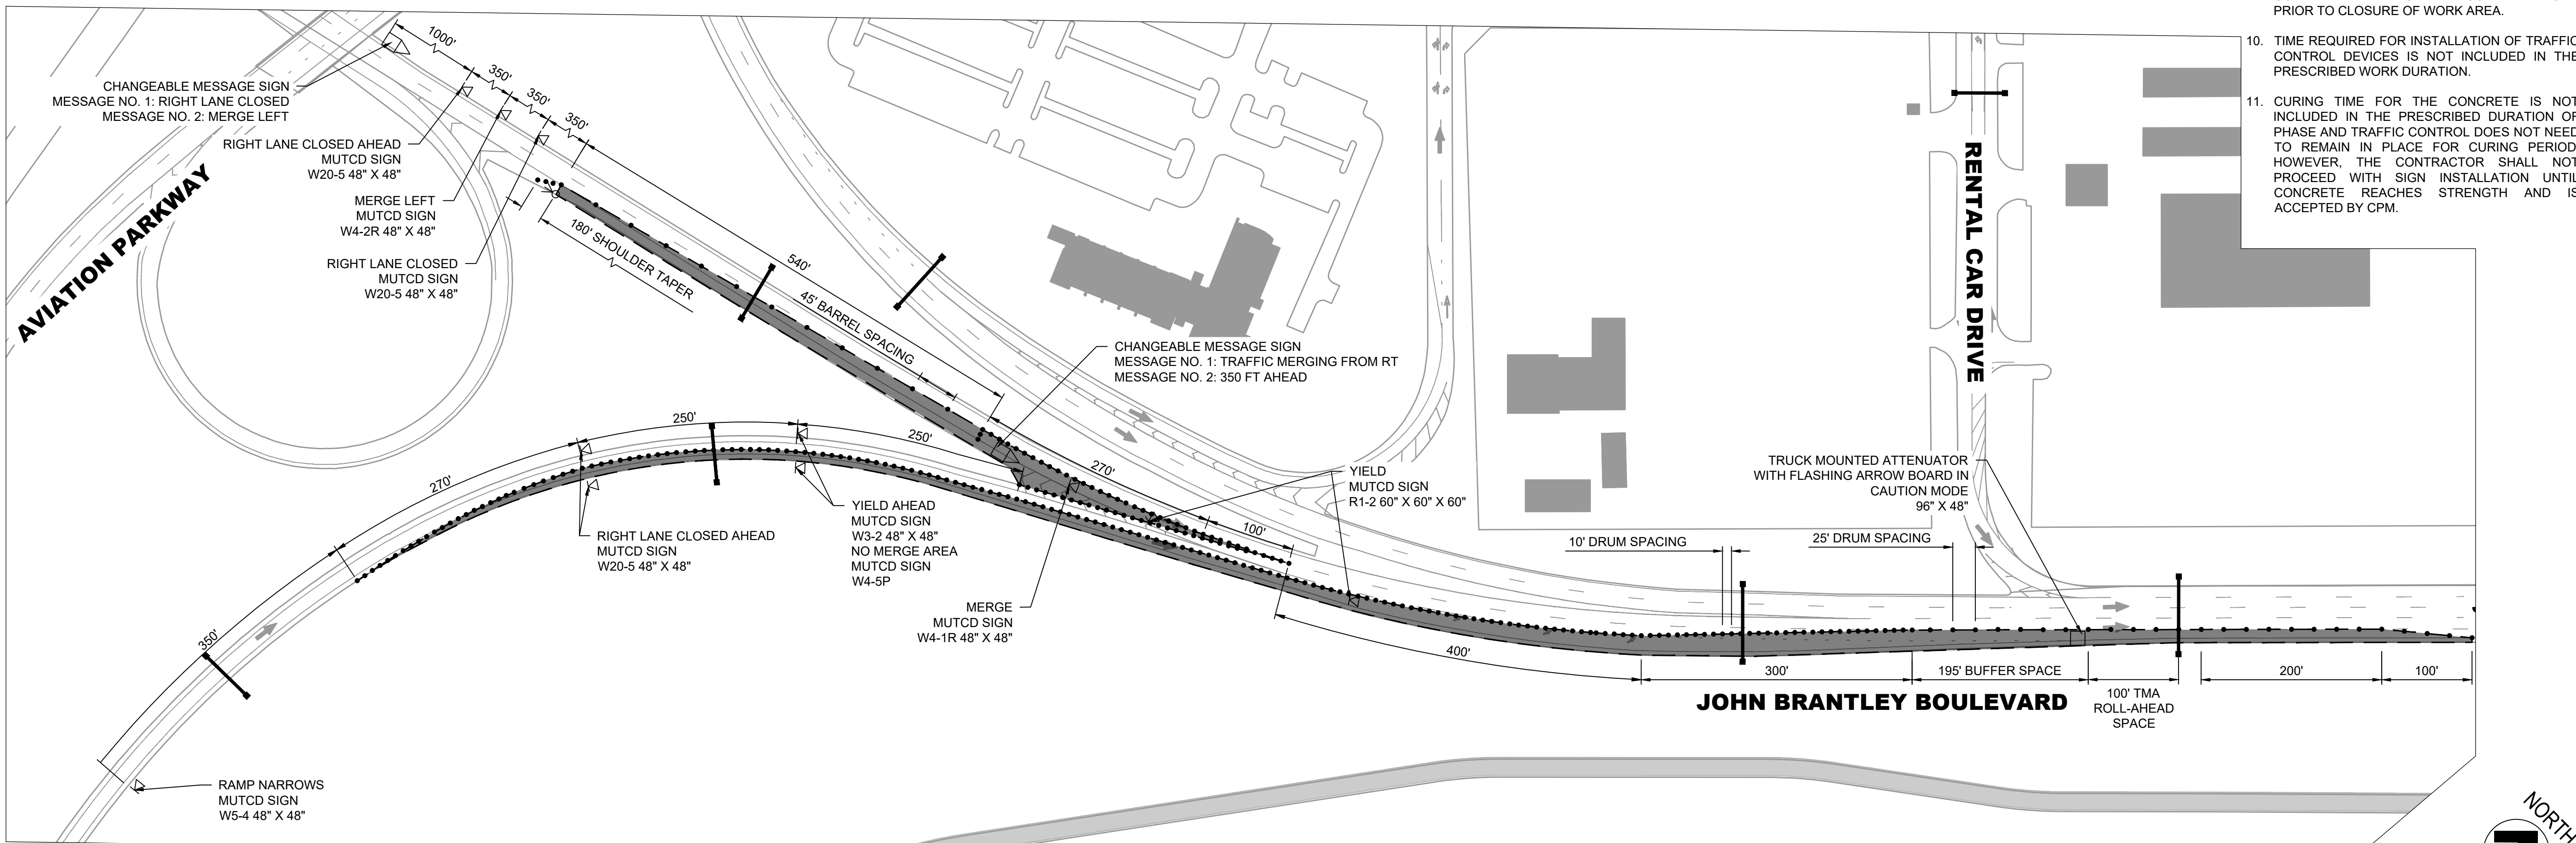 1000'
350'
350'
350'
CHANGEABLE MESSAGE SIGN
MESSAGE NO. 1: RIGHT LANE CLOSED
MESSAGE NO. 2: MERGE LEFT
RIGHT LANE CLOSED AHEAD
MUTCD SIGN
W20-5 48" X 48"
MERGE LEFT
MUTCD SIGN
W4-2R 48" X 48"
RIGHT LANE CLOSED
MUTCD SIGN
W20-5 48" X 48"
AVIATION PARKWAY
180' SHOULDER TAPER
540'
45' BARREL SPACING
CHANGEABLE MESSAGE SIGN
MESSAGE NO. 1: TRAFFIC MERGING FROM RT
MESSAGE NO. 2: 350 FT AHEAD
250'
250'
270'
270'
100'
350'
RIGHT LANE CLOSED AHEAD
MUTCD SIGN
W20-5 48" X 48"
YIELD AHEAD
MUTCD SIGN
W3-2 48" X 48"
NO MERGE AREA
MUTCD SIGN
W4-5P
MERGE
MUTCD SIGN
W4-1R 48" X 48"
YIELD
MUTCD SIGN
R1-2 60" X 60" X 60"
RAMP NARROWS
MUTCD SIGN
W5-4 48" X 48"
TRUCK MOUNTED ATTENUATOR
WITH FLASHING ARROW BOARD IN
CAUTION MODE
96" X 48"
10' DRUM SPACING
25' DRUM SPACING
RENTAL CAR DRIVE
400'
300'
195' BUFFER SPACE
100' TMA
ROLL-AHEAD
SPACE
200'
100'
JOHN BRANTLEY BOULEVARD
PRIOR TO CLOSURE OF WORK AREA.
10. TIME REQUIRED FOR INSTALLATION OF TRAFFIC
CONTROL DEVICES IS NOT INCLUDED IN THE
PRESCRIBED WORK DURATION.
11. CURING TIME FOR THE CONCRETE IS NOT
INCLUDED IN THE PRESCRIBED DURATION OF
PHASE AND TRAFFIC CONTROL DOES NOT NEED
TO REMAIN IN PLACE FOR CURING PERIOD
HOWEVER, THE CONTRACTOR SHALL NOT
PROCEED WITH SIGN INSTALLATION UNTIL
CONCRETE REACHES STRENGTH AND IS
ACCEPTED BY CPM.
NORTH